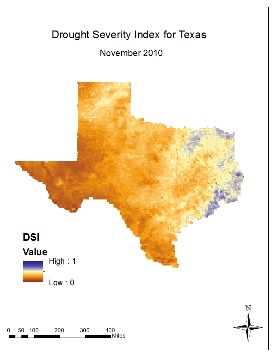 Drought Severity Index for Texas
November 2010
DSI
Value
High : 1
Low : 0
N
0 50 100 200 300 400
Miles